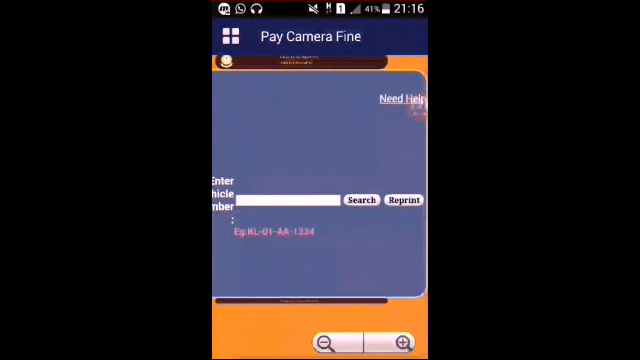 41% 21:16
Pay Camera Fine
Need Help
Enter
hicle
mber
:
Search Reprint
Eg:KL-01-AA-1234